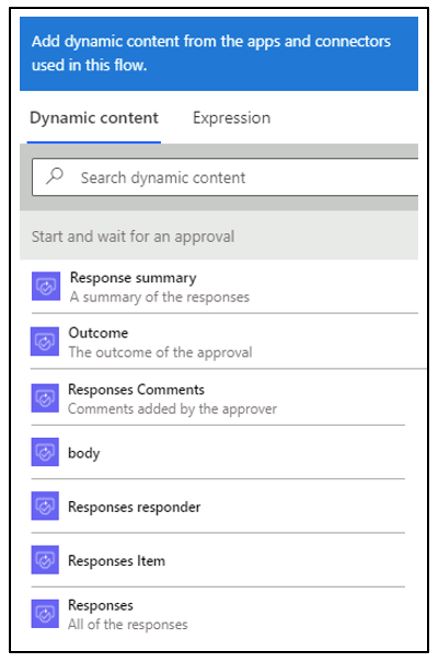 Add dynamic content from the apps and connectors
used in this flow.
Dynamic content Expression
Search dynamic content
Start and wait for an approval
Response summary
A summary of the responses
Outcome
The outcome of the approval
Responses Comments
Comments added by the approver
body
Responses responder
Responses Item
Responses
All of the responses